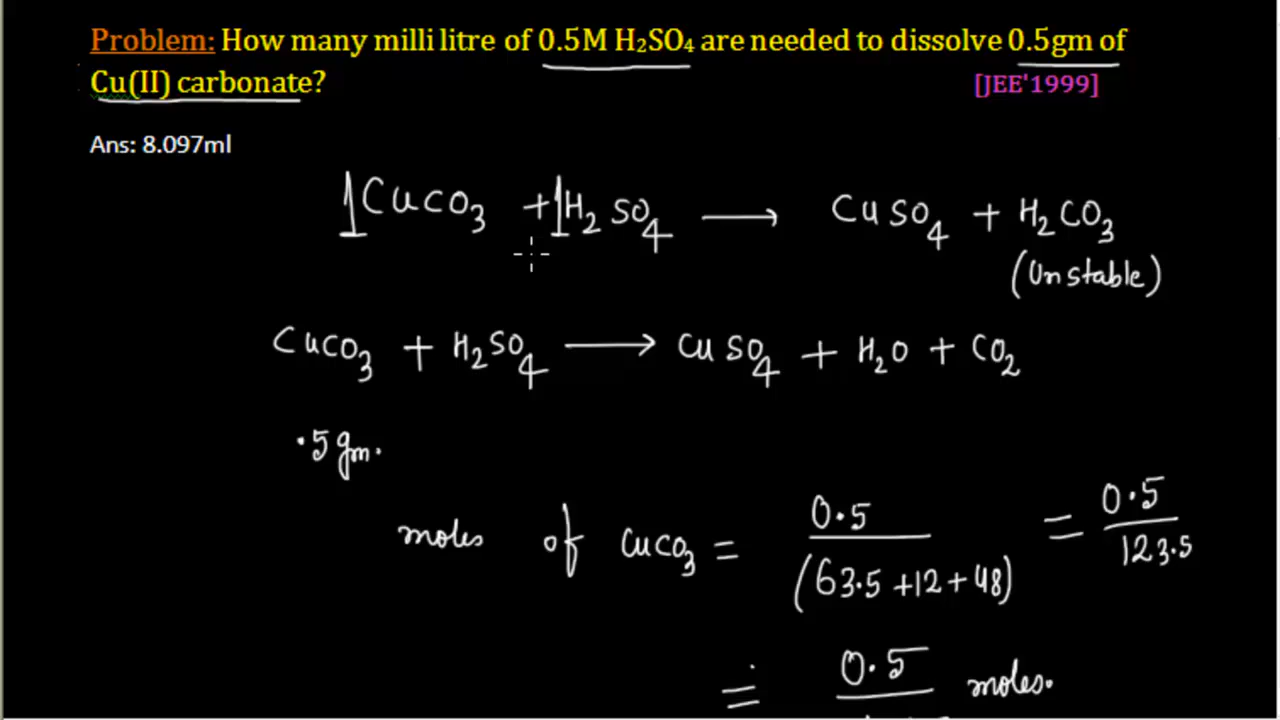 Problem: How many milli litre of 0.5M H₂SO₄ are needed to dissolve 0.5gm of
Cu(II) carbonate?
[JEE'1999]
Ans: 8.097ml
1CuCO₃ + 1H₂SO₄ → CuSO₄ + H₂CO₃
(Unstable)
CuCO₃ + H₂SO₄ → CuSO₄ + H₂O + CO₂
.5 gm.
moles of CuCO₃ = 0.5 / (63.5 + 12 + 48) = 0.5 / 123.5
= 0.5 / moles.